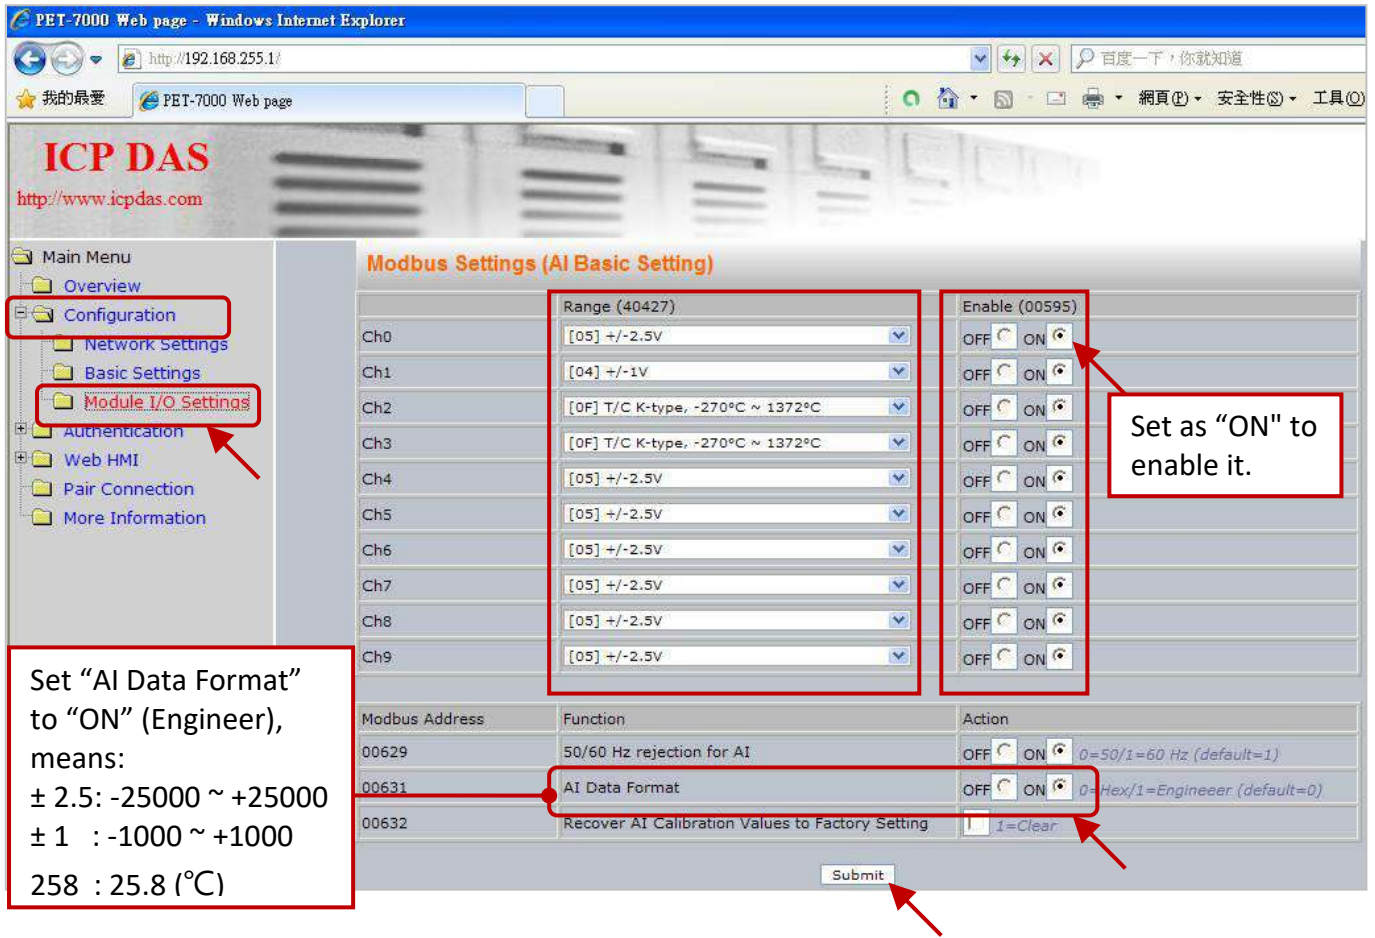 PET-7000 Web page - Windows Internet Explorer
http://192.168.255.1/
百度一下，你就知道
我的最愛
PET-7000 Web page
網頁(P)
安全性(S)
工具(O)
ICP DAS
http://www.icpdas.com
Main Menu
Overview
Configuration
Network Settings
Basic Settings
Module I/O Settings
Authentication
Web HMI
Pair Connection
More Information
Modbus Settings (AI Basic Setting)
Range (40427) Enable (00595)
Ch0 [05] +/-2.5V OFF ON
Ch1 [04] +/-1V OFF ON
Ch2 [0F] T/C K-type, -270°C ~ 1372°C OFF ON
Ch3 [0F] T/C K-type, -270°C ~ 1372°C OFF ON
Ch4 [05] +/-2.5V OFF ON
Ch5 [05] +/-2.5V OFF ON
Ch6 [05] +/-2.5V OFF ON
Ch7 [05] +/-2.5V OFF ON
Ch8 [05] +/-2.5V OFF ON
Ch9 [05] +/-2.5V OFF ON
Set as “ON" to
enable it.
Modbus Address Function Action
00629 50/60 Hz rejection for AI OFF ON 0=50/1=60 Hz (default=1)
00631 AI Data Format OFF ON 0=Hex/1=Engineeer (default=0)
00632 Recover AI Calibration Values to Factory Setting 1=Clear
Submit
Set “AI Data Format”
to “ON” (Engineer),
means:
± 2.5: -25000 ~ +25000
± 1 : -1000 ~ +1000
258 : 25.8 (℃)